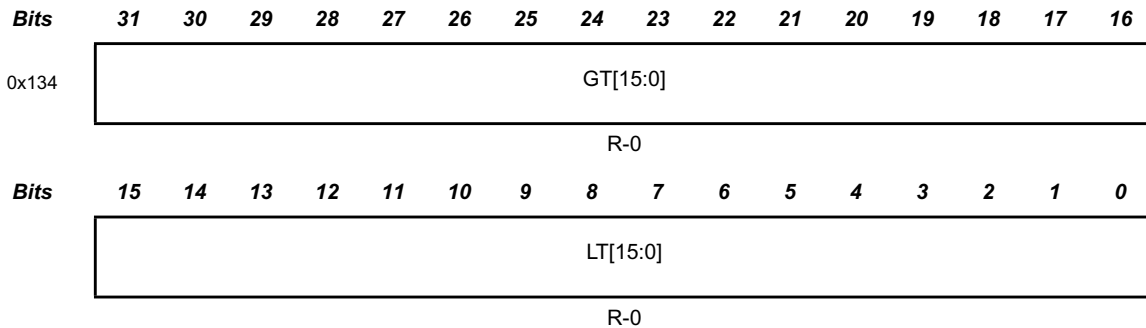 Bits 31 30 29 28 27 26 25 24 23 22 21 20 19 18 17 16
0x134 GT[15:0]
R-0
Bits 15 14 13 12 11 10 9 8 7 6 5 4 3 2 1 0
LT[15:0]
R-0